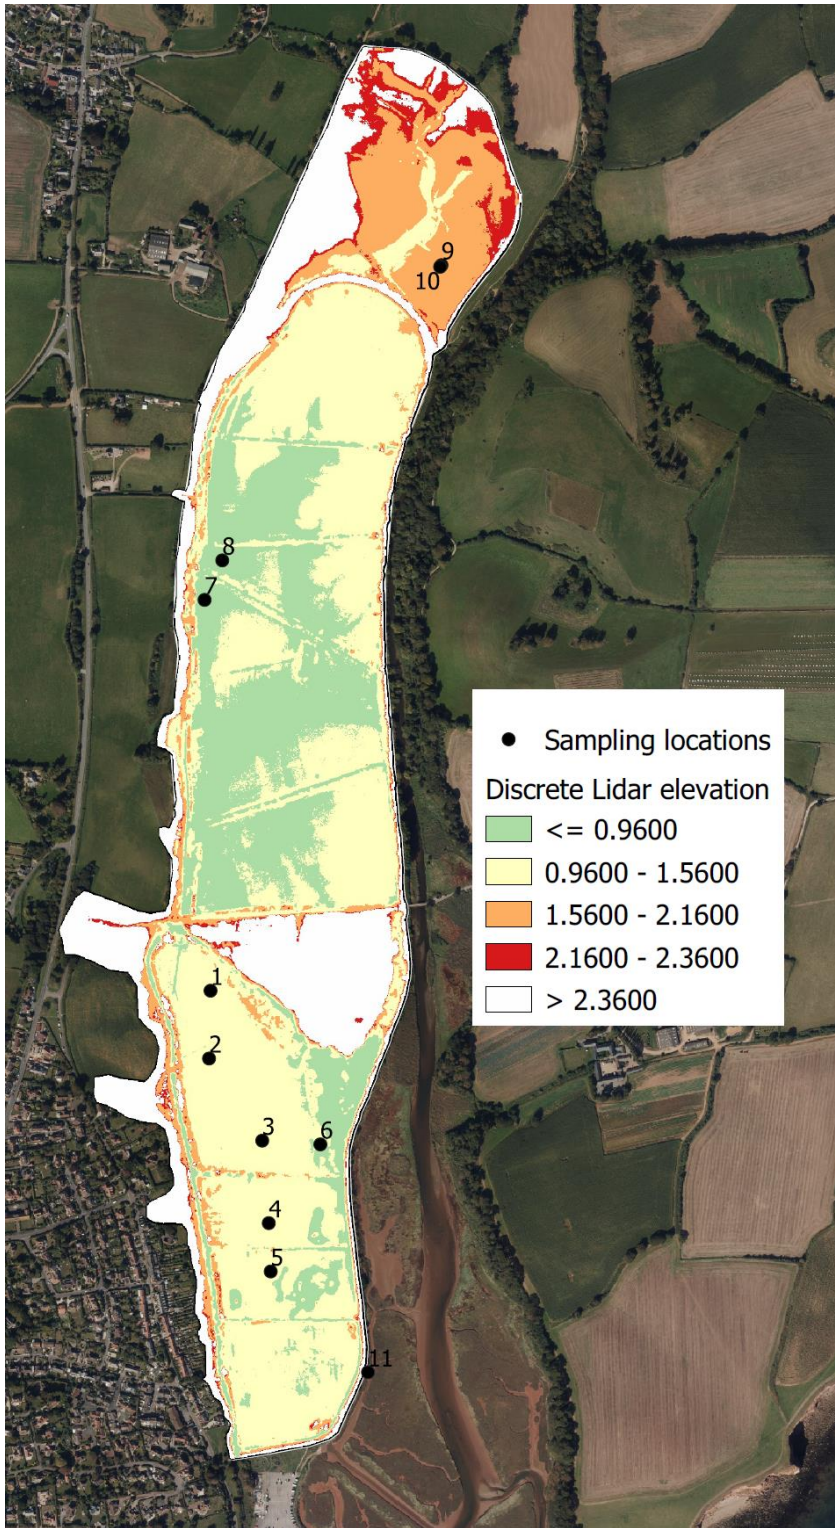 9
10
8
7
Sampling locations
Discrete Lidar elevation
<= 0.9600
0.9600 - 1.5600
1.5600 - 2.1600
2.1600 - 2.3600
> 2.3600
1
2
3
6
4
5
11